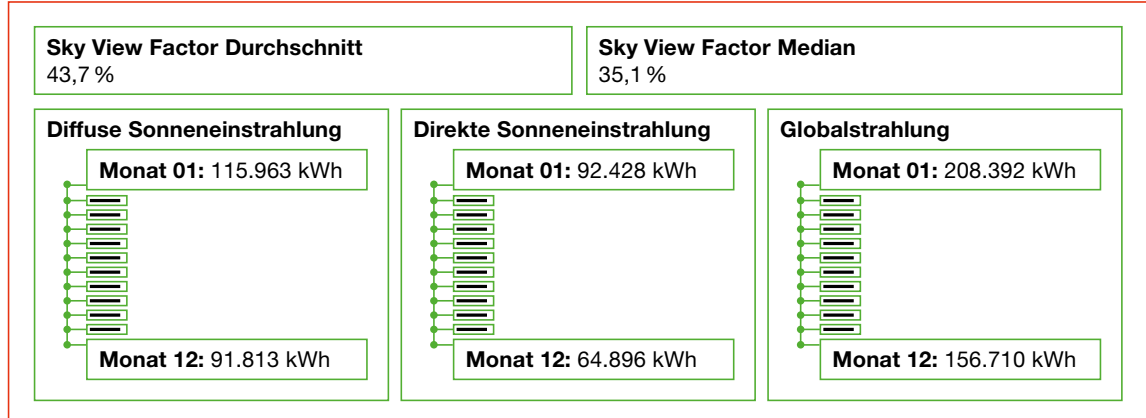 Sky View Factor Durchschnitt
43,7 %
Sky View Factor Median
35,1 %
Diffuse Sonneneinstrahlung
Monat 01: 115.963 kWh
Monat 12: 91.813 kWh
Direkte Sonneneinstrahlung
Monat 01: 92.428 kWh
Monat 12: 64.896 kWh
Globalstrahlung
Monat 01: 208.392 kWh
Monat 12: 156.710 kWh